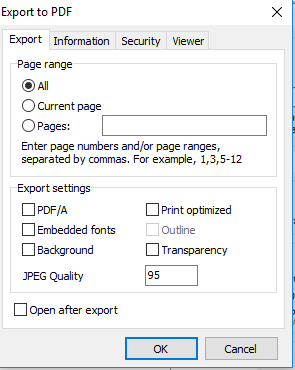 Export to PDF
Export Information Security Viewer
Page range
All
Current page
Pages:
Enter page numbers and/or page ranges,
separated by commas. For example, 1,3,5-12
Export settings
PDF/A Print optimized
Embedded fonts Outline
Background Transparency
JPEG Quality 95
Open after export
OK Cancel